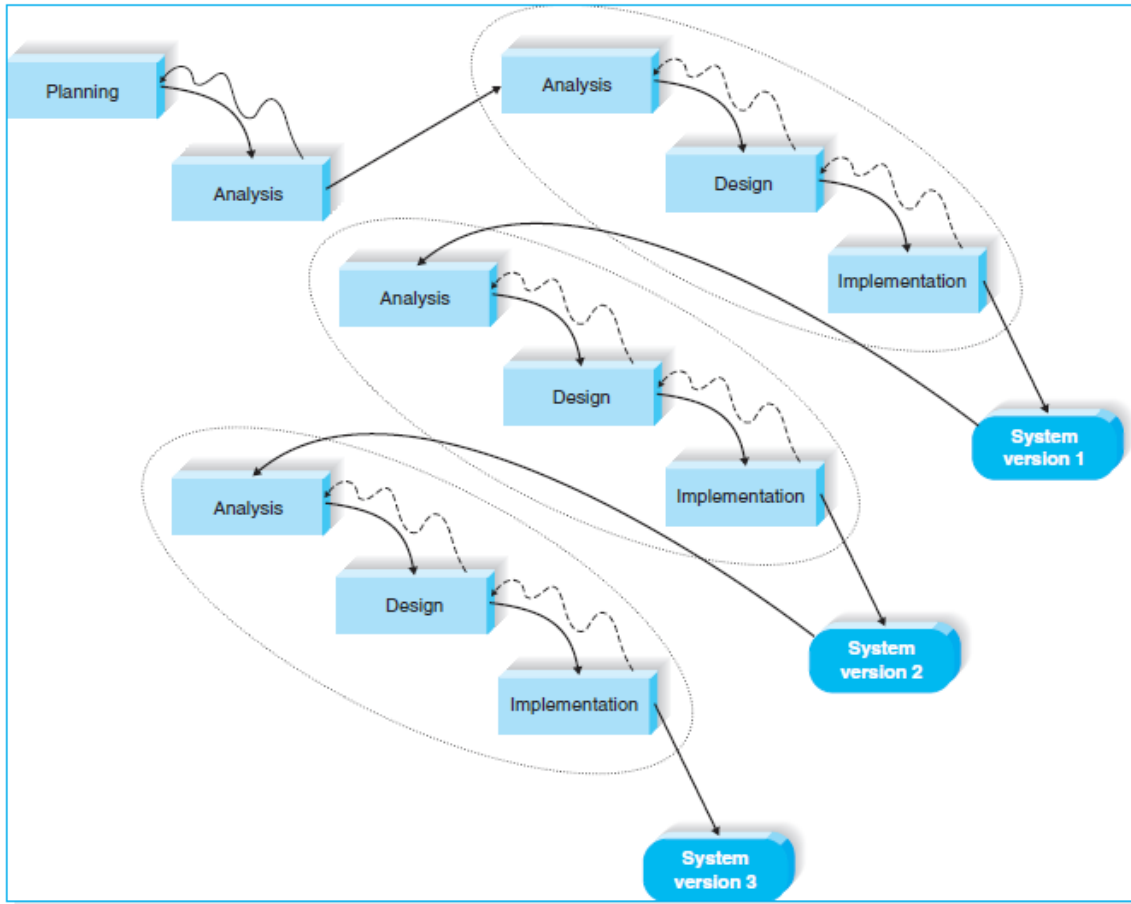 Planning
Analysis
Analysis
Design
Implementation
System
version 1
Analysis
Design
Implementation
System
version 2
Analysis
Design
Implementation
System
version 3